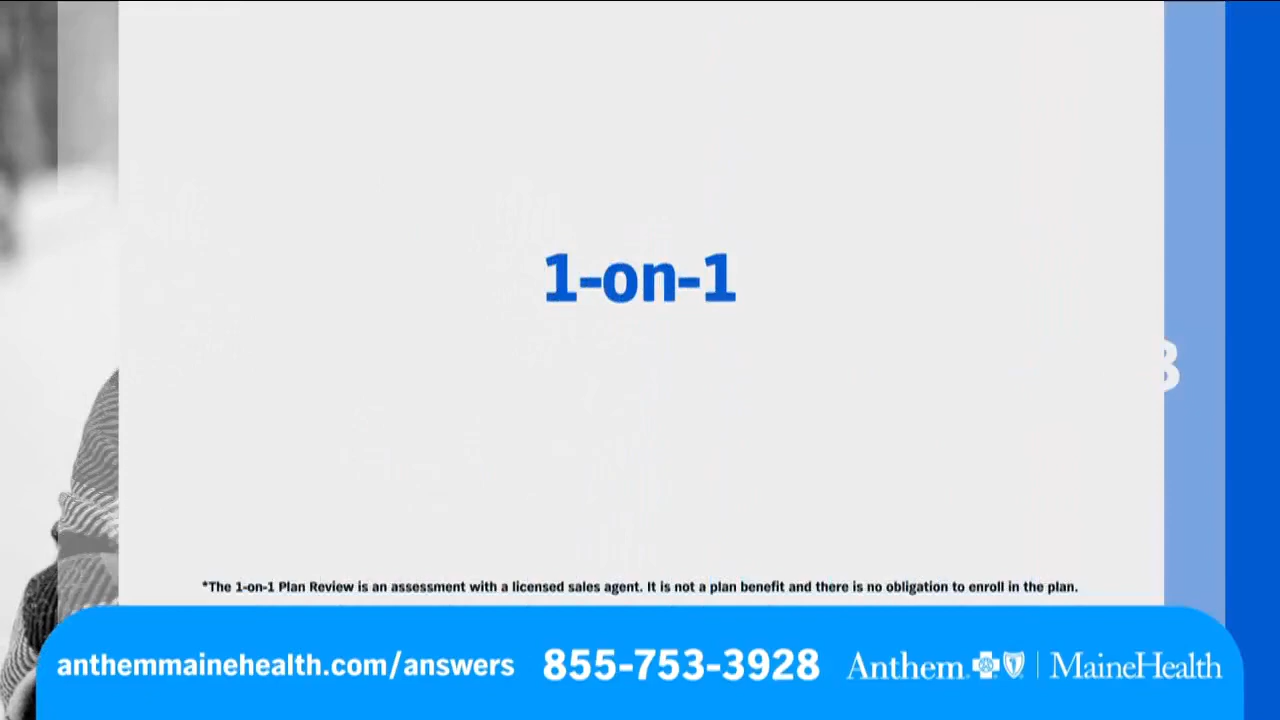 1-on-1
*The 1-on-1 Plan Review is an assessment with a licensed sales agent. It is not a plan benefit and there is no obligation to enroll in the plan.
anthemmainehealth.com/answers 855-753-3928 Anthem MaineHealth